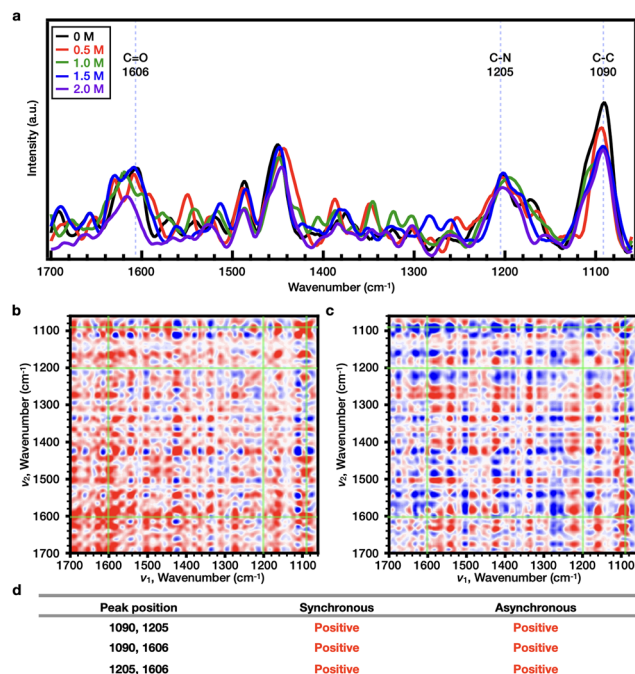 a
0 M
0.5 M
1.0 M
1.5 M
2.0 M
C=O
1606
C-N
1205
C-C
1090
Intensity (a.u.)
1700 1600 1500 1400 1300 1200 1100
Wavenumber (cm⁻¹)
b
1100
1200
1300
1400
1500
1600
1700
ν₂, Wavenumber (cm⁻¹)
1700 1600 1500 1400 1300 1200 1100
ν₁, Wavenumber (cm⁻¹)
c
1100
1200
1300
1400
1500
1600
1700
ν₂, Wavenumber (cm⁻¹)
1700 1600 1500 1400 1300 1200 1100
ν₁, Wavenumber (cm⁻¹)
d
Peak position Synchronous Asynchronous
1090, 1205 Positive Positive
1090, 1606 Positive Positive
1205, 1606 Positive Positive